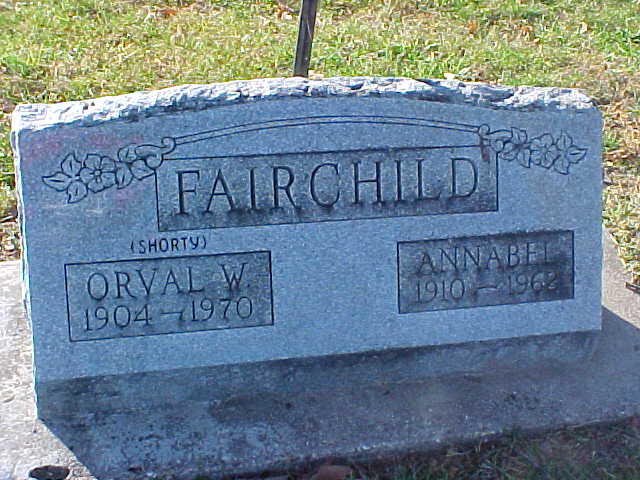 FAIRCHILD
(SHORTY)
ORVAL W.
1904 — 1970
ANNABEL
1910 — 1962